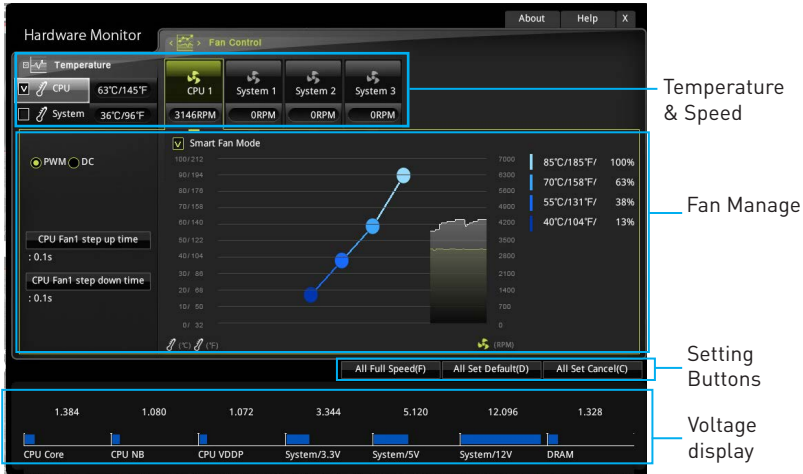 About Help X
Hardware Monitor
Fan Control
Temperature
CPU 63°C/145°F
System 36°C/96°F
CPU 1 System 1 System 2 System 3
3146RPM 0RPM 0RPM 0RPM
Temperature
& Speed
PWM DC
Smart Fan Mode
100/212 7000
90/194 6300
80/178 5600
70/158 4900
60/140 4200
50/122 3500
40/104 2800
30/ 86 2100
20/ 68 1400
10/ 50 700
0/ 32 0
(°C) (°F) (RPM)
85°C/185°F/ 100%
70°C/158°F/ 63%
55°C/131°F/ 38%
40°C/104°F/ 13%
CPU Fan1 step up time
: 0.1s
CPU Fan1 step down time
: 0.1s
Fan Manage
All Full Speed(F) All Set Default(D) All Set Cancel(C)
Setting
Buttons
1.384 1.080 1.072 3.344 5.120 12.096 1.328
CPU Core CPU NB CPU VDDP System/3.3V System/5V System/12V DRAM
Voltage
display